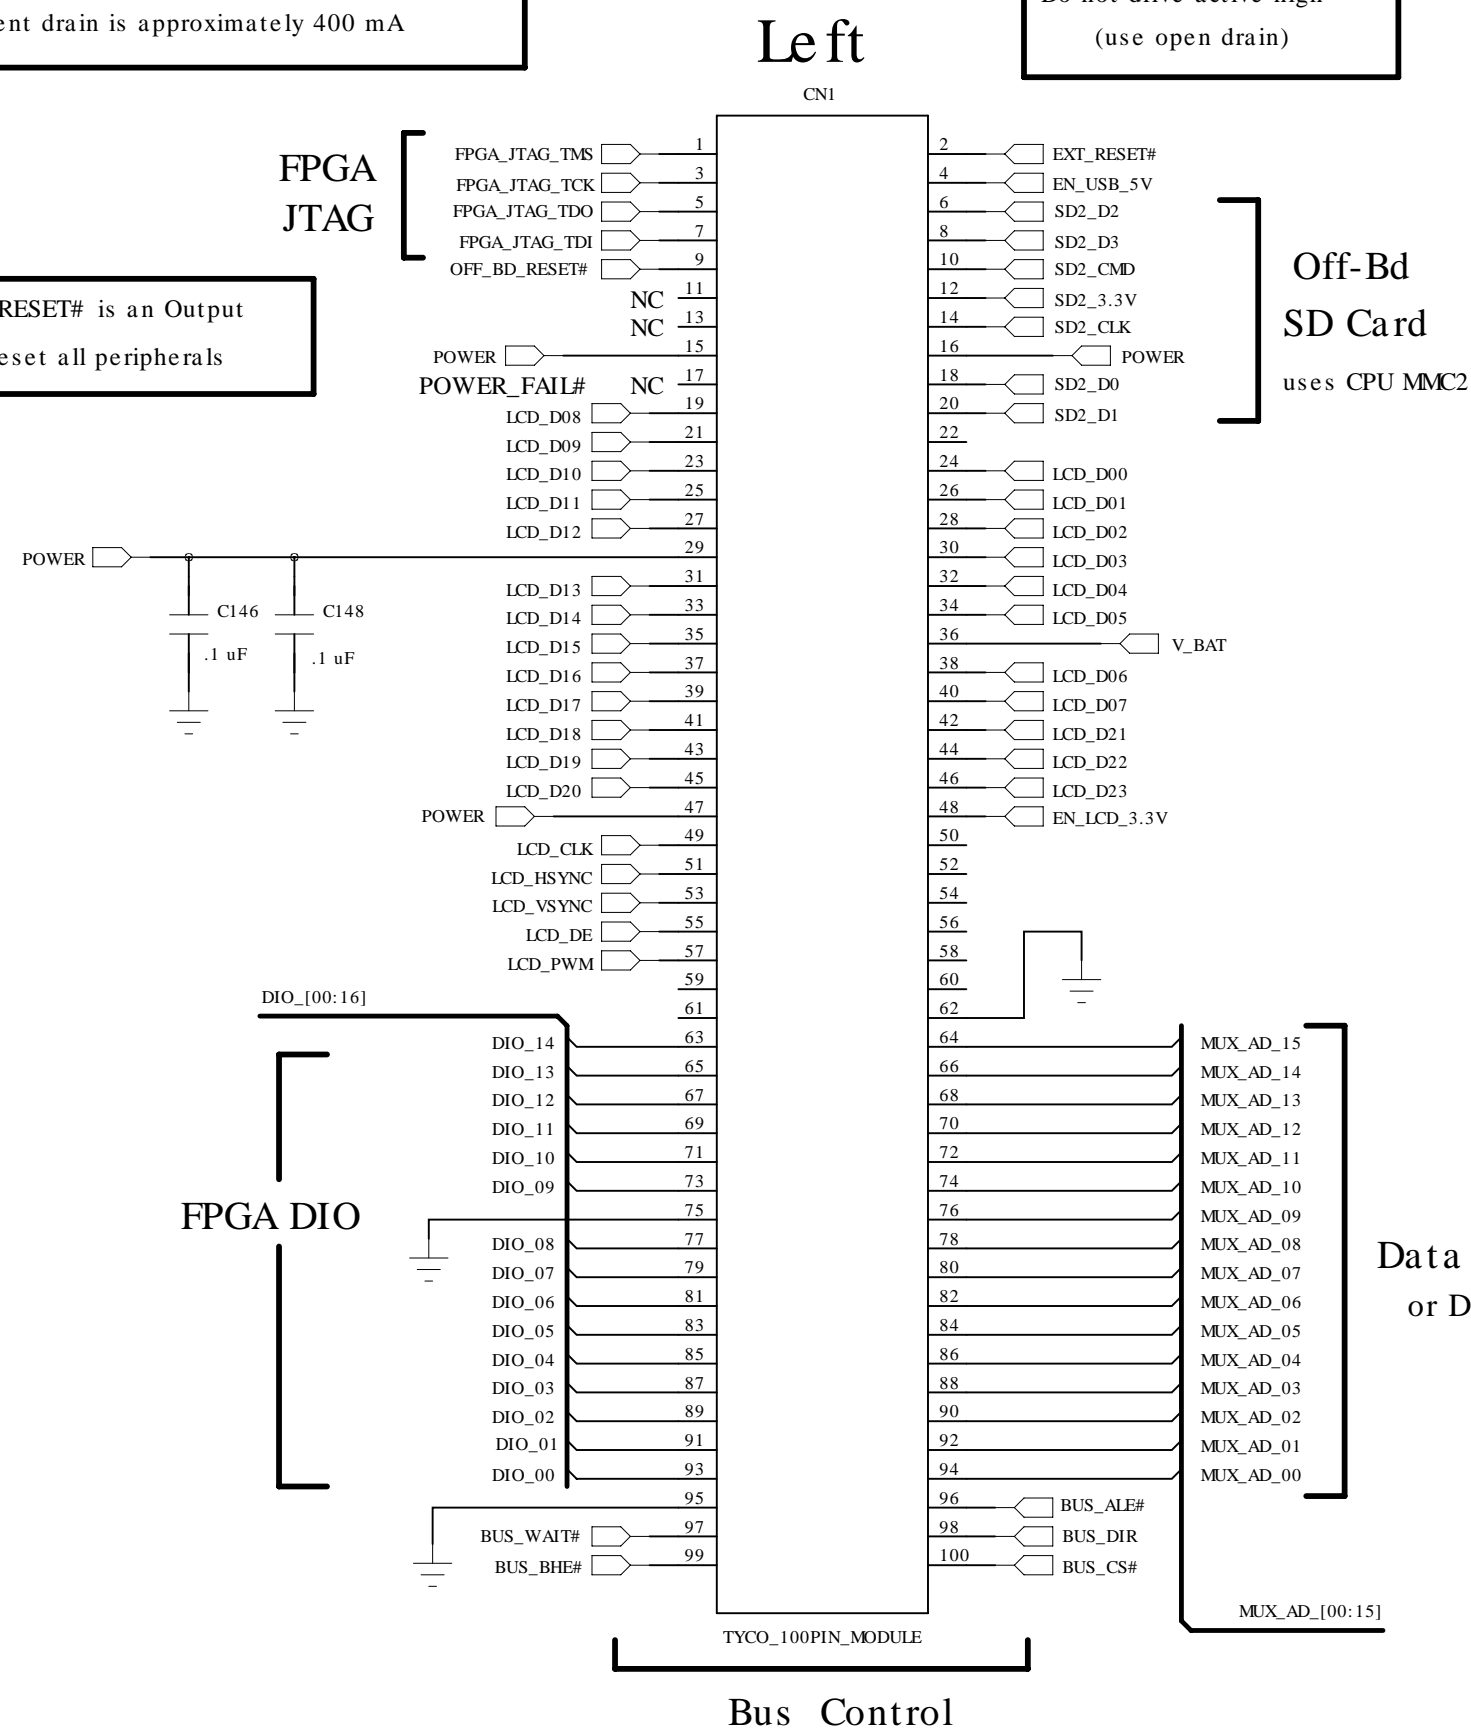 ent drain is approximately 400 mA
(use open drain)
Left
CN1
FPGA
JTAG
FPGA_JTAG_TMS 1
FPGA_JTAG_TCK 3
FPGA_JTAG_TDO 5
FPGA_JTAG_TDI 7
OFF_BD_RESET# 9
NC 11
NC 13
POWER 15
POWER_FAIL# NC 17
LCD_D08 19
LCD_D09 21
LCD_D10 23
LCD_D11 25
LCD_D12 27
POWER 29
LCD_D13 31
LCD_D14 33
LCD_D15 35
LCD_D16 37
LCD_D17 39
LCD_D18 41
LCD_D19 43
LCD_D20 45
POWER 47
LCD_CLK 49
LCD_HSYNC 51
LCD_VSYNC 53
LCD_DE 55
LCD_PWM 57
59
61
DIO_14 63
DIO_13 65
DIO_12 67
DIO_11 69
DIO_10 71
DIO_09 73
75
DIO_08 77
DIO_07 79
DIO_06 81
DIO_05 83
DIO_04 85
DIO_03 87
DIO_02 89
DIO_01 91
DIO_00 93
95
BUS_WAIT# 97
BUS_BHE# 99
RESET# is an Output
eset all peripherals
C146
.1 uF
C148
.1 uF
DIO_[00:16]
FPGA DIO
2 EXT_RESET#
4 EN_USB_5V
6 SD2_D2
8 SD2_D3
10 SD2_CMD
12 SD2_3.3V
14 SD2_CLK
16 POWER
18 SD2_D0
20 SD2_D1
22
24 LCD_D00
26 LCD_D01
28 LCD_D02
30 LCD_D03
32 LCD_D04
34 LCD_D05
36 V_BAT
38 LCD_D06
40 LCD_D07
42 LCD_D21
44 LCD_D22
46 LCD_D23
48 EN_LCD_3.3V
50
52
54
56
58
60
62
64 MUX_AD_15
66 MUX_AD_14
68 MUX_AD_13
70 MUX_AD_12
72 MUX_AD_11
74 MUX_AD_10
76 MUX_AD_09
78 MUX_AD_08
80 MUX_AD_07
82 MUX_AD_06
84 MUX_AD_05
86 MUX_AD_04
88 MUX_AD_03
90 MUX_AD_02
92 MUX_AD_01
94 MUX_AD_00
96 BUS_ALE#
98 BUS_DIR
100 BUS_CS#
Off-Bd
SD Card
uses CPU MMC2
Data
or D
MUX_AD_[00:15]
TYCO_100PIN_MODULE
Bus Control